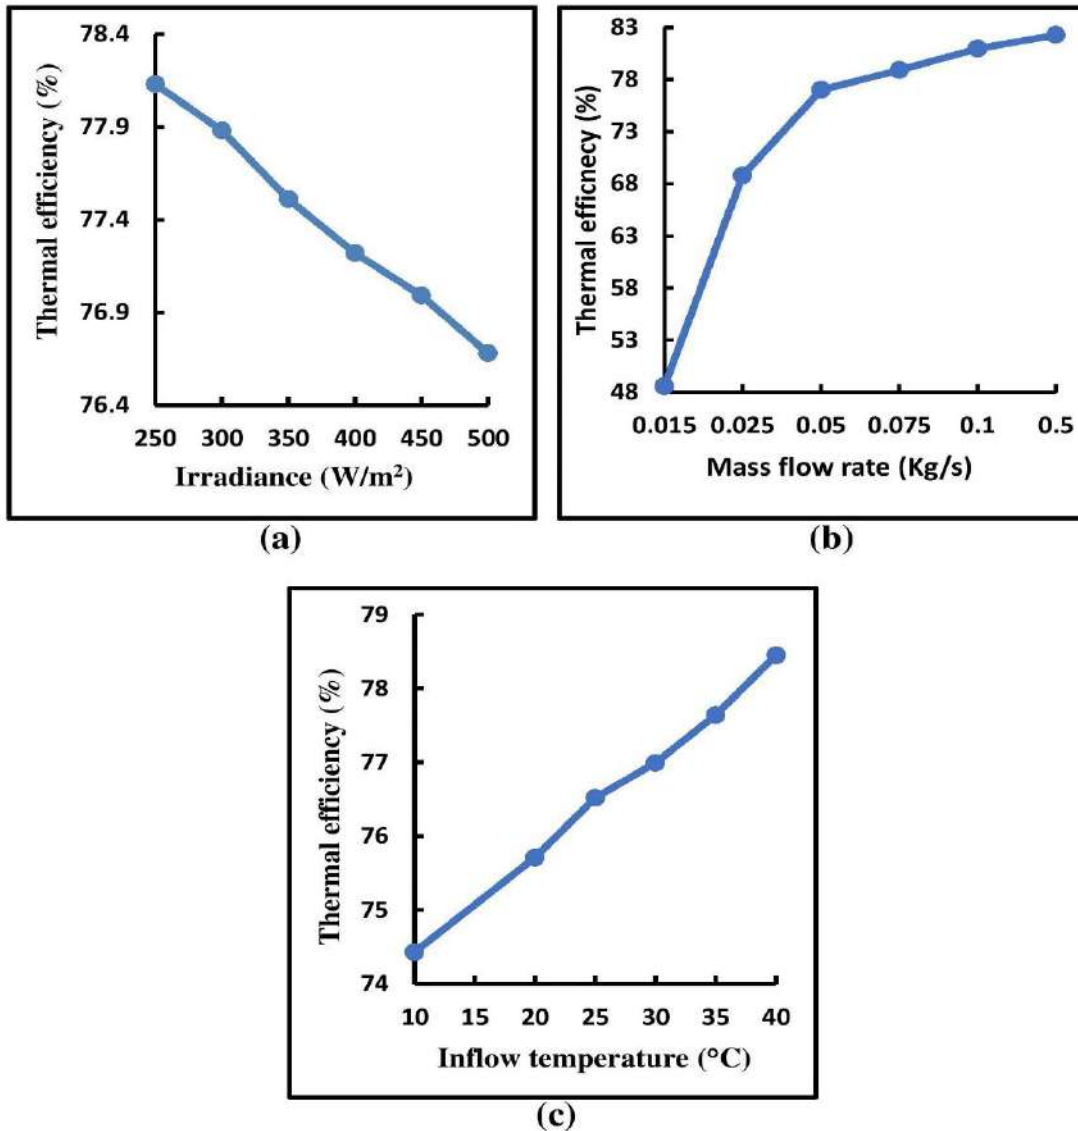 78.4
77.9
77.4
76.9
76.4
250 300 350 400 450 500
Thermal efficiency (%)
Irradiance (W/m²)
(a)
83
78
73
68
63
58
53
48
0.015 0.025 0.05 0.075 0.1 0.5
Thermal efficnecy (%)
Mass flow rate (Kg/s)
(b)
79
78
77
76
75
74
10 15 20 25 30 35 40
Thermal efficiency (%)
Inflow temperature (°C)
(c)